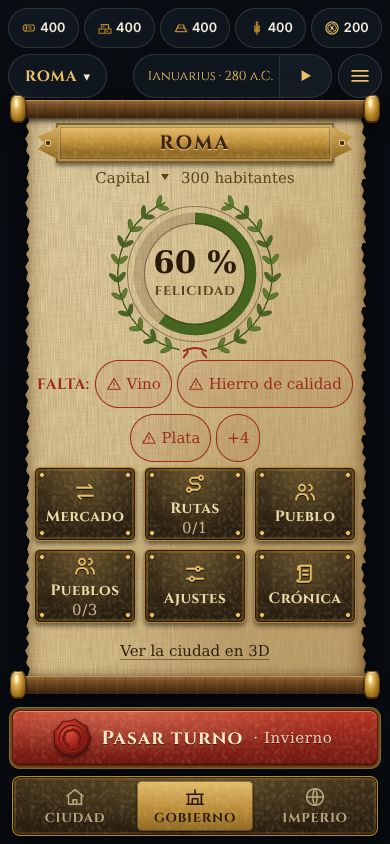 400 400 400 400 200
ROMA ▾ IANUARIUS · 280 A.C.
ROMA
Capital ▾ 300 habitantes
60 %
FELICIDAD
FALTA: Vino Hierro de calidad
Plata +4
MERCADO RUTAS 0/1 PUEBLO
PUEBLOS 0/3 AJUSTES CRÓNICA
Ver la ciudad en 3D
PASAR TURNO · Invierno
CIUDAD GOBIERNO IMPERIO